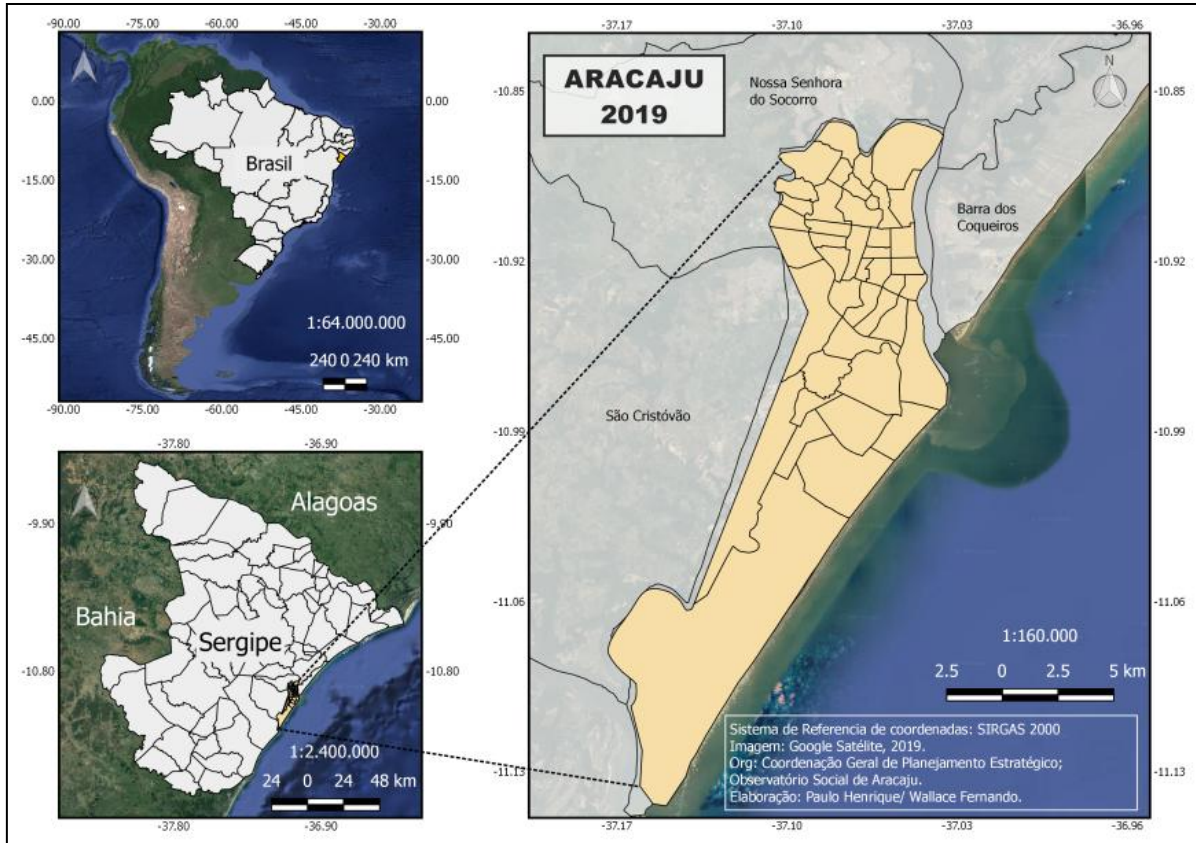 -90.00 -75.00 -60.00 -45.00 -30.00
0.00 0.00
Brasil
-15.00 -15.00
-30.00 -30.00
1:64.000.000
-45.00 -45.00
240 0 240 km
-90.00 -75.00 -60.00 -45.00 -30.00
-37.80 -36.90
Alagoas
-9.90 -9.90
Bahia
Sergipe
-10.80 -10.80
1:2.400.000
24 0 24 48 km
-37.80 -36.90
-37.17 -37.10 -37.03 -36.96
ARACAJU
2019
Nossa Senhora
do Socorro
N
-10.85 -10.85
Barra dos
Coqueiros
-10.92 -10.92
São Cristóvão
-10.99 -10.99
-11.06 -11.06
1:160.000
2.5 0 2.5 5 km
Sistema de Referencia de coordenadas: SIRGAS 2000
Imagem: Google Satélite, 2019.
Org: Coordenação Geral de Planejamento Estratégico;
Observatório Social de Aracaju.
Elaboração: Paulo Henrique/ Wallace Fernando.
-11.13 -11.13
-37.17 -37.10 -37.03 -36.96